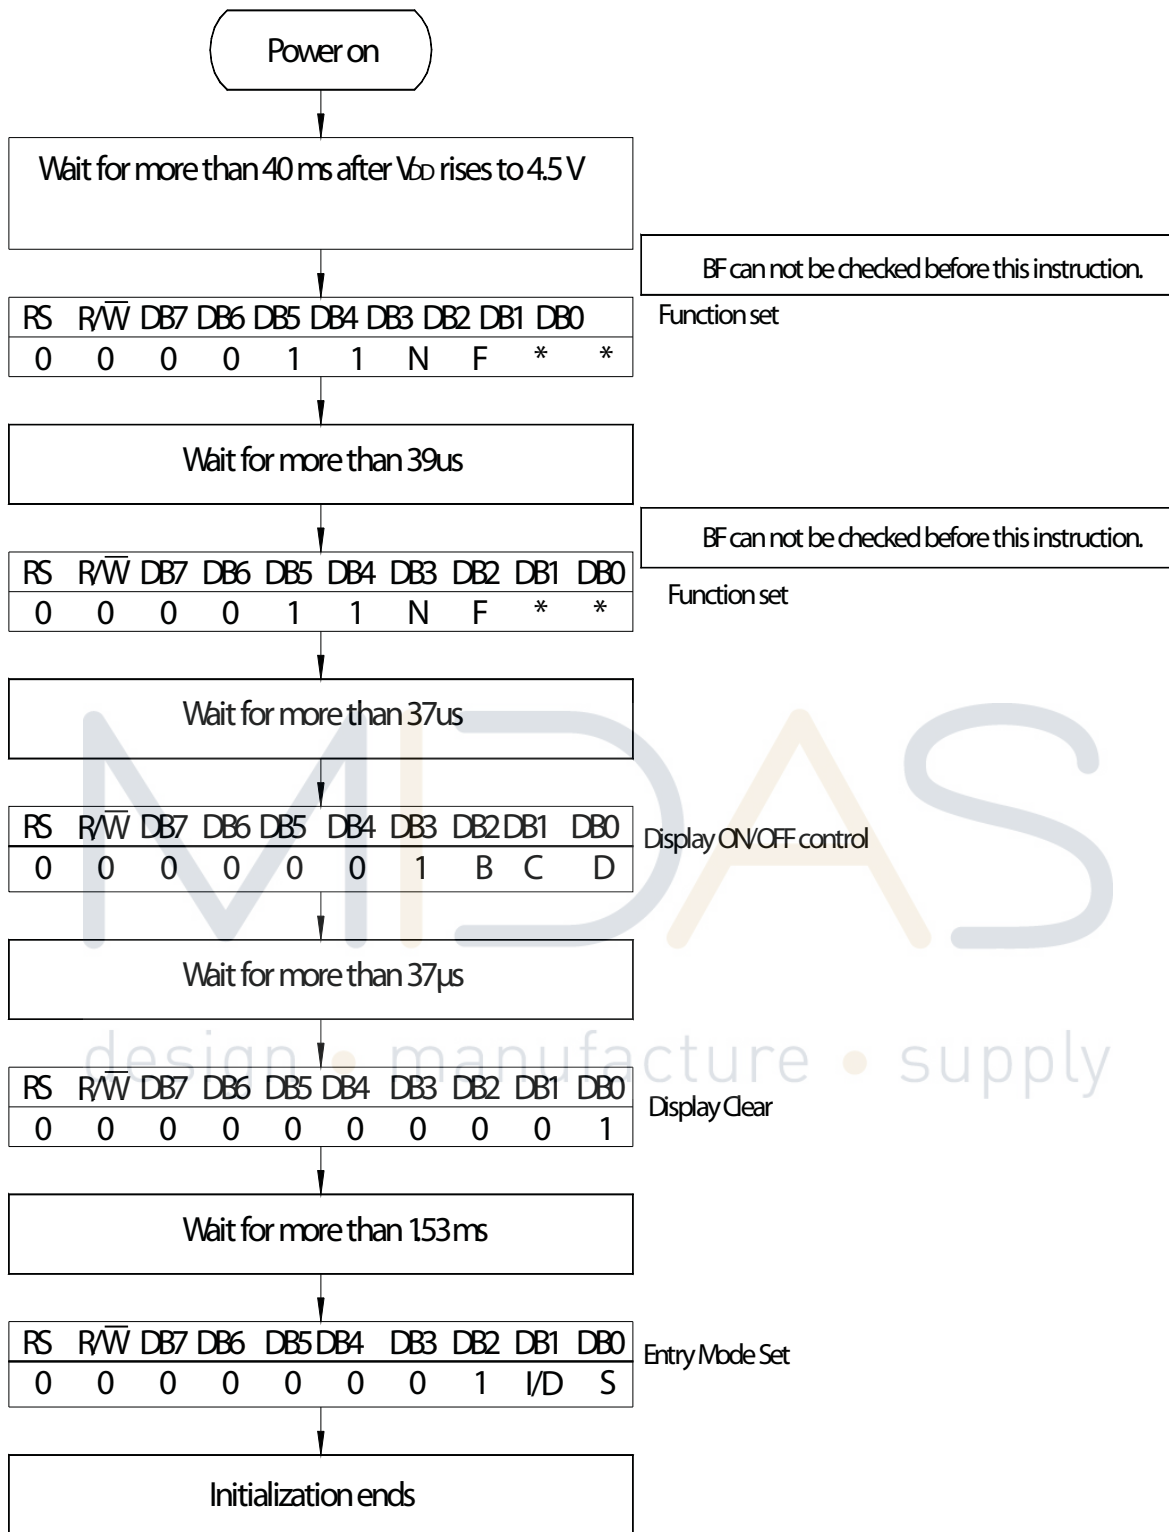 Power on
Wait for more than 40 ms after VDD rises to 4.5 V
BF can not be checked before this instruction.
RS R/W̅ DB7 DB6 DB5 DB4 DB3 DB2 DB1 DB0
Function set
0 0 0 0 1 1 N F * *
Wait for more than 39us
BF can not be checked before this instruction.
RS R/W̅ DB7 DB6 DB5 DB4 DB3 DB2 DB1 DB0
Function set
0 0 0 0 1 1 N F * *
Wait for more than 37us
MIDAS
RS R/W̅ DB7 DB6 DB5 DB4 DB3 DB2 DB1 DB0
Display ON/OFF control
0 0 0 0 0 0 1 B C D
Wait for more than 37µs
design • manufacture • supply
RS R/W̅ DB7 DB6 DB5 DB4 DB3 DB2 DB1 DB0
Display Clear
0 0 0 0 0 0 0 0 0 1
Wait for more than 1.53 ms
RS R/W̅ DB7 DB6 DB5 DB4 DB3 DB2 DB1 DB0
Entry Mode Set
0 0 0 0 0 0 0 1 I/D S
Initialization ends